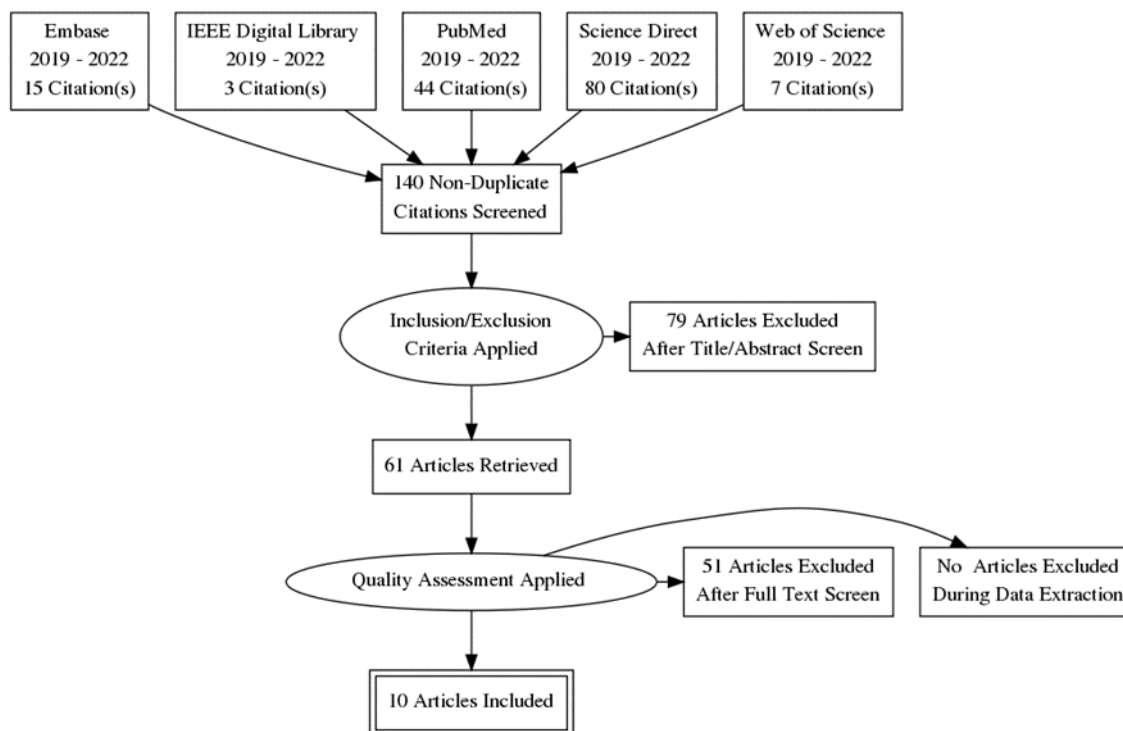 Embase
2019 - 2022
15 Citation(s)
IEEE Digital Library
2019 - 2022
3 Citation(s)
PubMed
2019 - 2022
44 Citation(s)
Science Direct
2019 - 2022
80 Citation(s)
Web of Science
2019 - 2022
7 Citation(s)
140 Non-Duplicate
Citations Screened
Inclusion/Exclusion
Criteria Applied
79 Articles Excluded
After Title/Abstract Screen
61 Articles Retrieved
Quality Assessment Applied
51 Articles Excluded
After Full Text Screen
No Articles Excluded
During Data Extraction
10 Articles Included